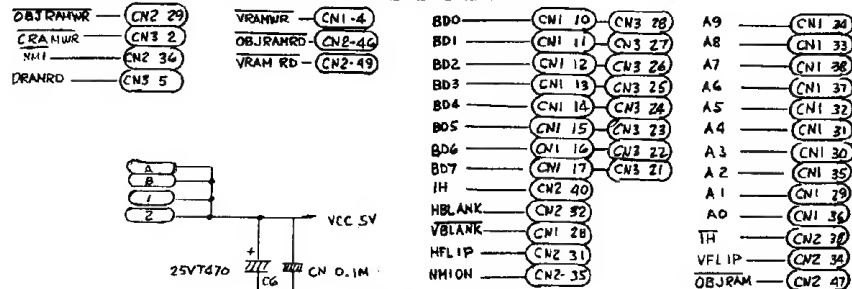 OBJRAMWR CN2 29
CRAMWR CN3 2
NMI CN2 36
DRAMRD CN3 5
VRAMWR CN1-4
OBJRAMRD CN2-46
VRAM RD CN2-49
A
B
1
2
VCC 5V
+
25VT470 C6 CN 0.1M
BD0 CN1 10 CN3 28
BD1 CN1 11 CN3 27
BD2 CN1 12 CN3 26
BD3 CN1 13 CN3 25
BD4 CN1 14 CN3 24
BD5 CN1 15 CN3 23
BD6 CN1 16 CN3 22
BD7 CN1 17 CN3 21
1H CN2 40
HBLANK CN2 32
VBLANK CN1 28
HFLIP CN2 31
NMION CN2-35
A9 CN1 34
A8 CN1 33
A7 CN1 38
A6 CN1 37
A5 CN1 32
A4 CN1 31
A3 CN1 30
A2 CN1 35
A1 CN1 29
A0 CN1 36
1H CN2
VFLIP CN2 34
OBJRAM CN2 47